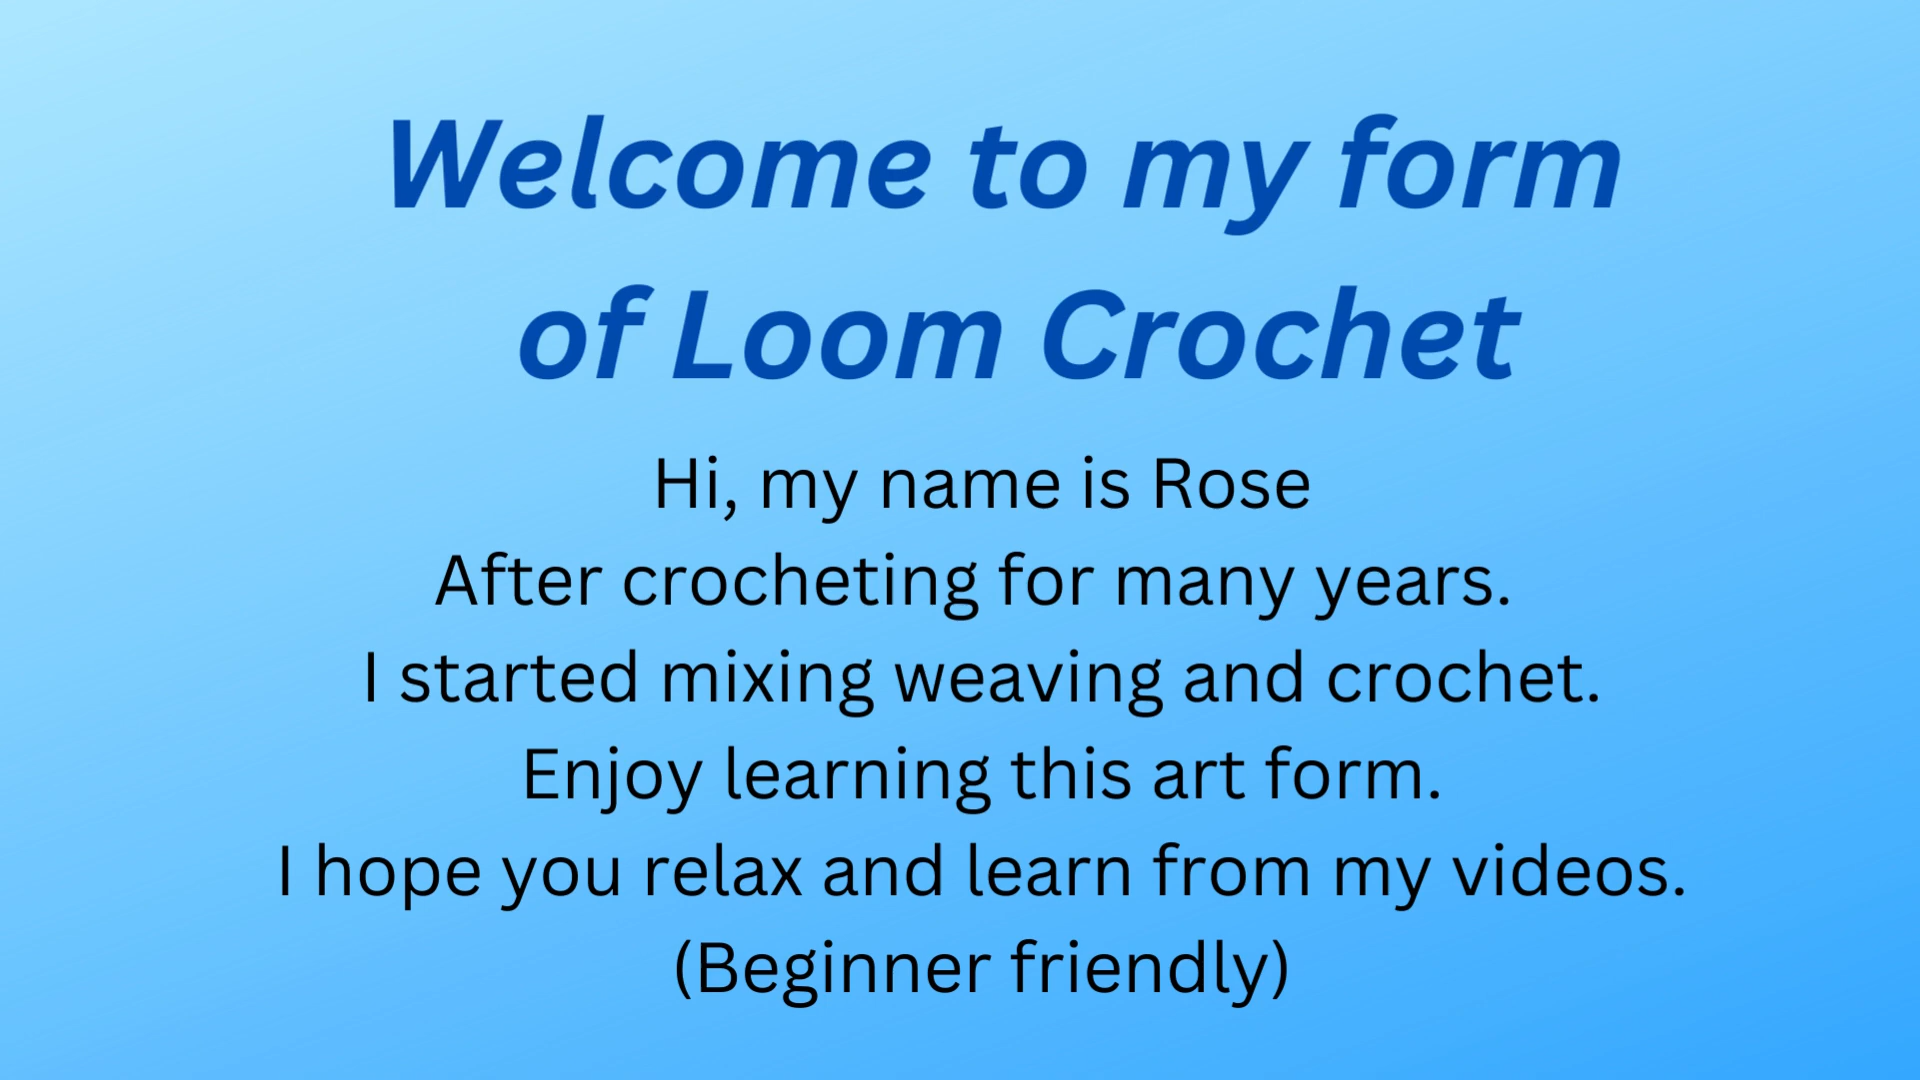 Welcome to my form
of Loom Crochet
Hi, my name is Rose
After crocheting for many years.
I started mixing weaving and crochet.
Enjoy learning this art form.
I hope you relax and learn from my videos.
(Beginner friendly)